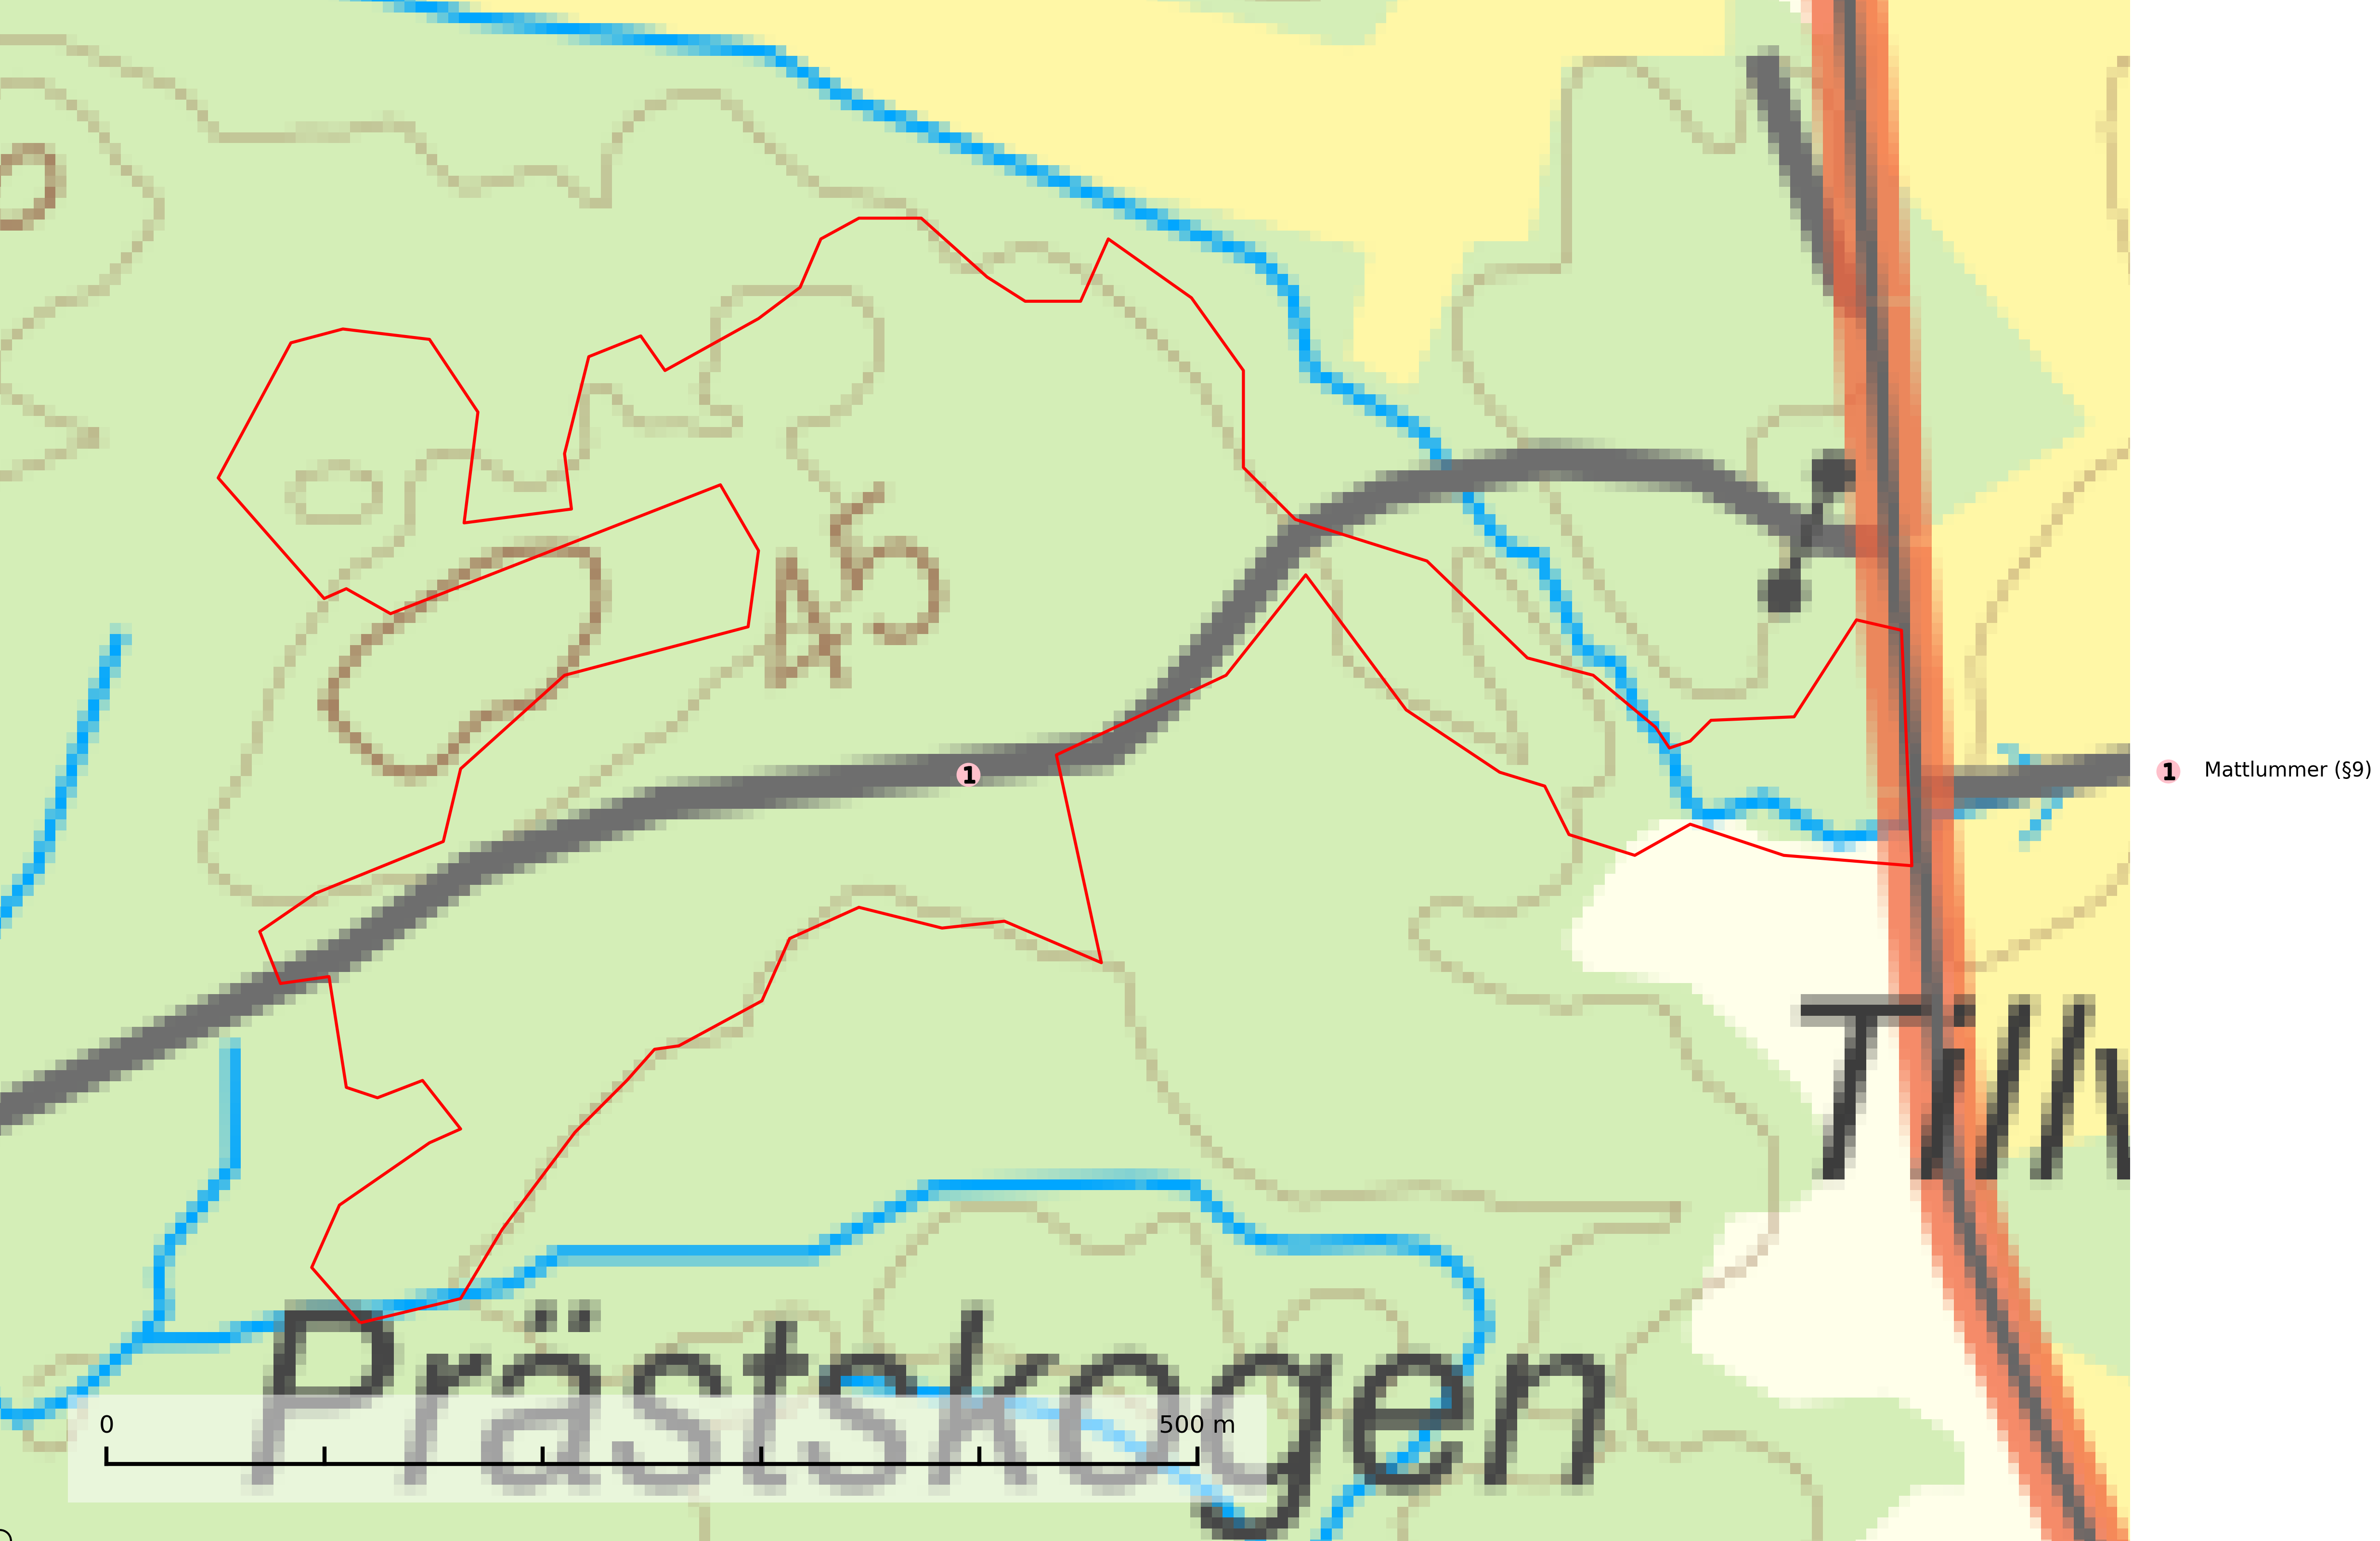 45
1
1 Mattlummer (§9)
Prästskogen
0 500 m